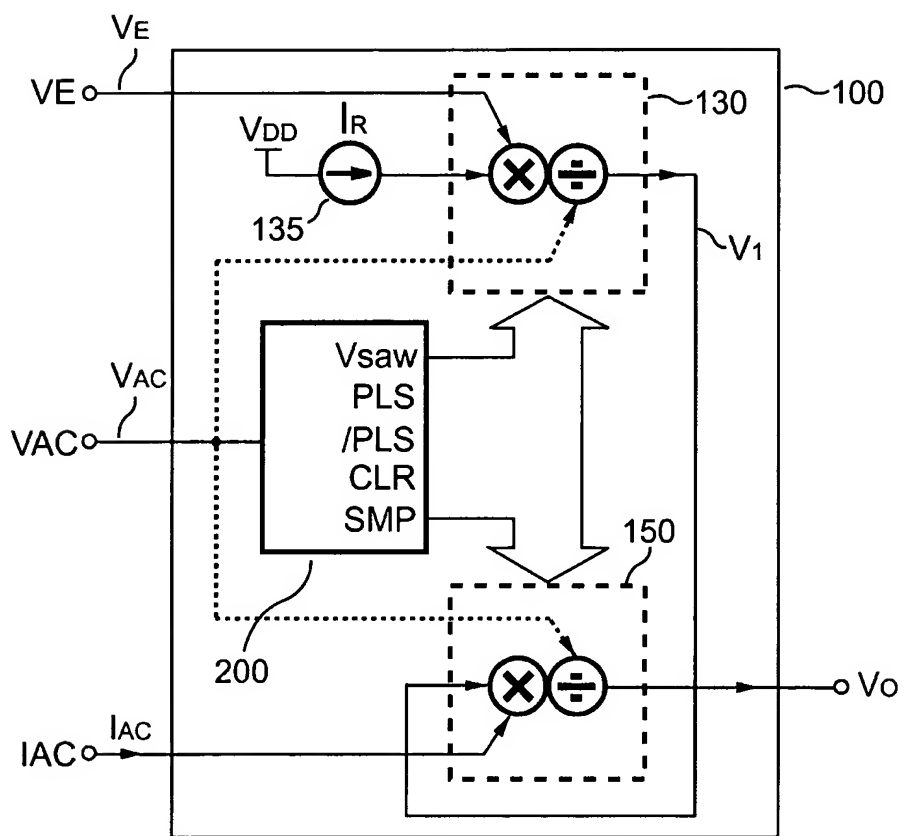 VE
VE
130
100
VDD
IR
135
V1
Vsaw
PLS
/PLS
CLR
SMP
VAC
VAC
200
150
Vo
IAC
IAC